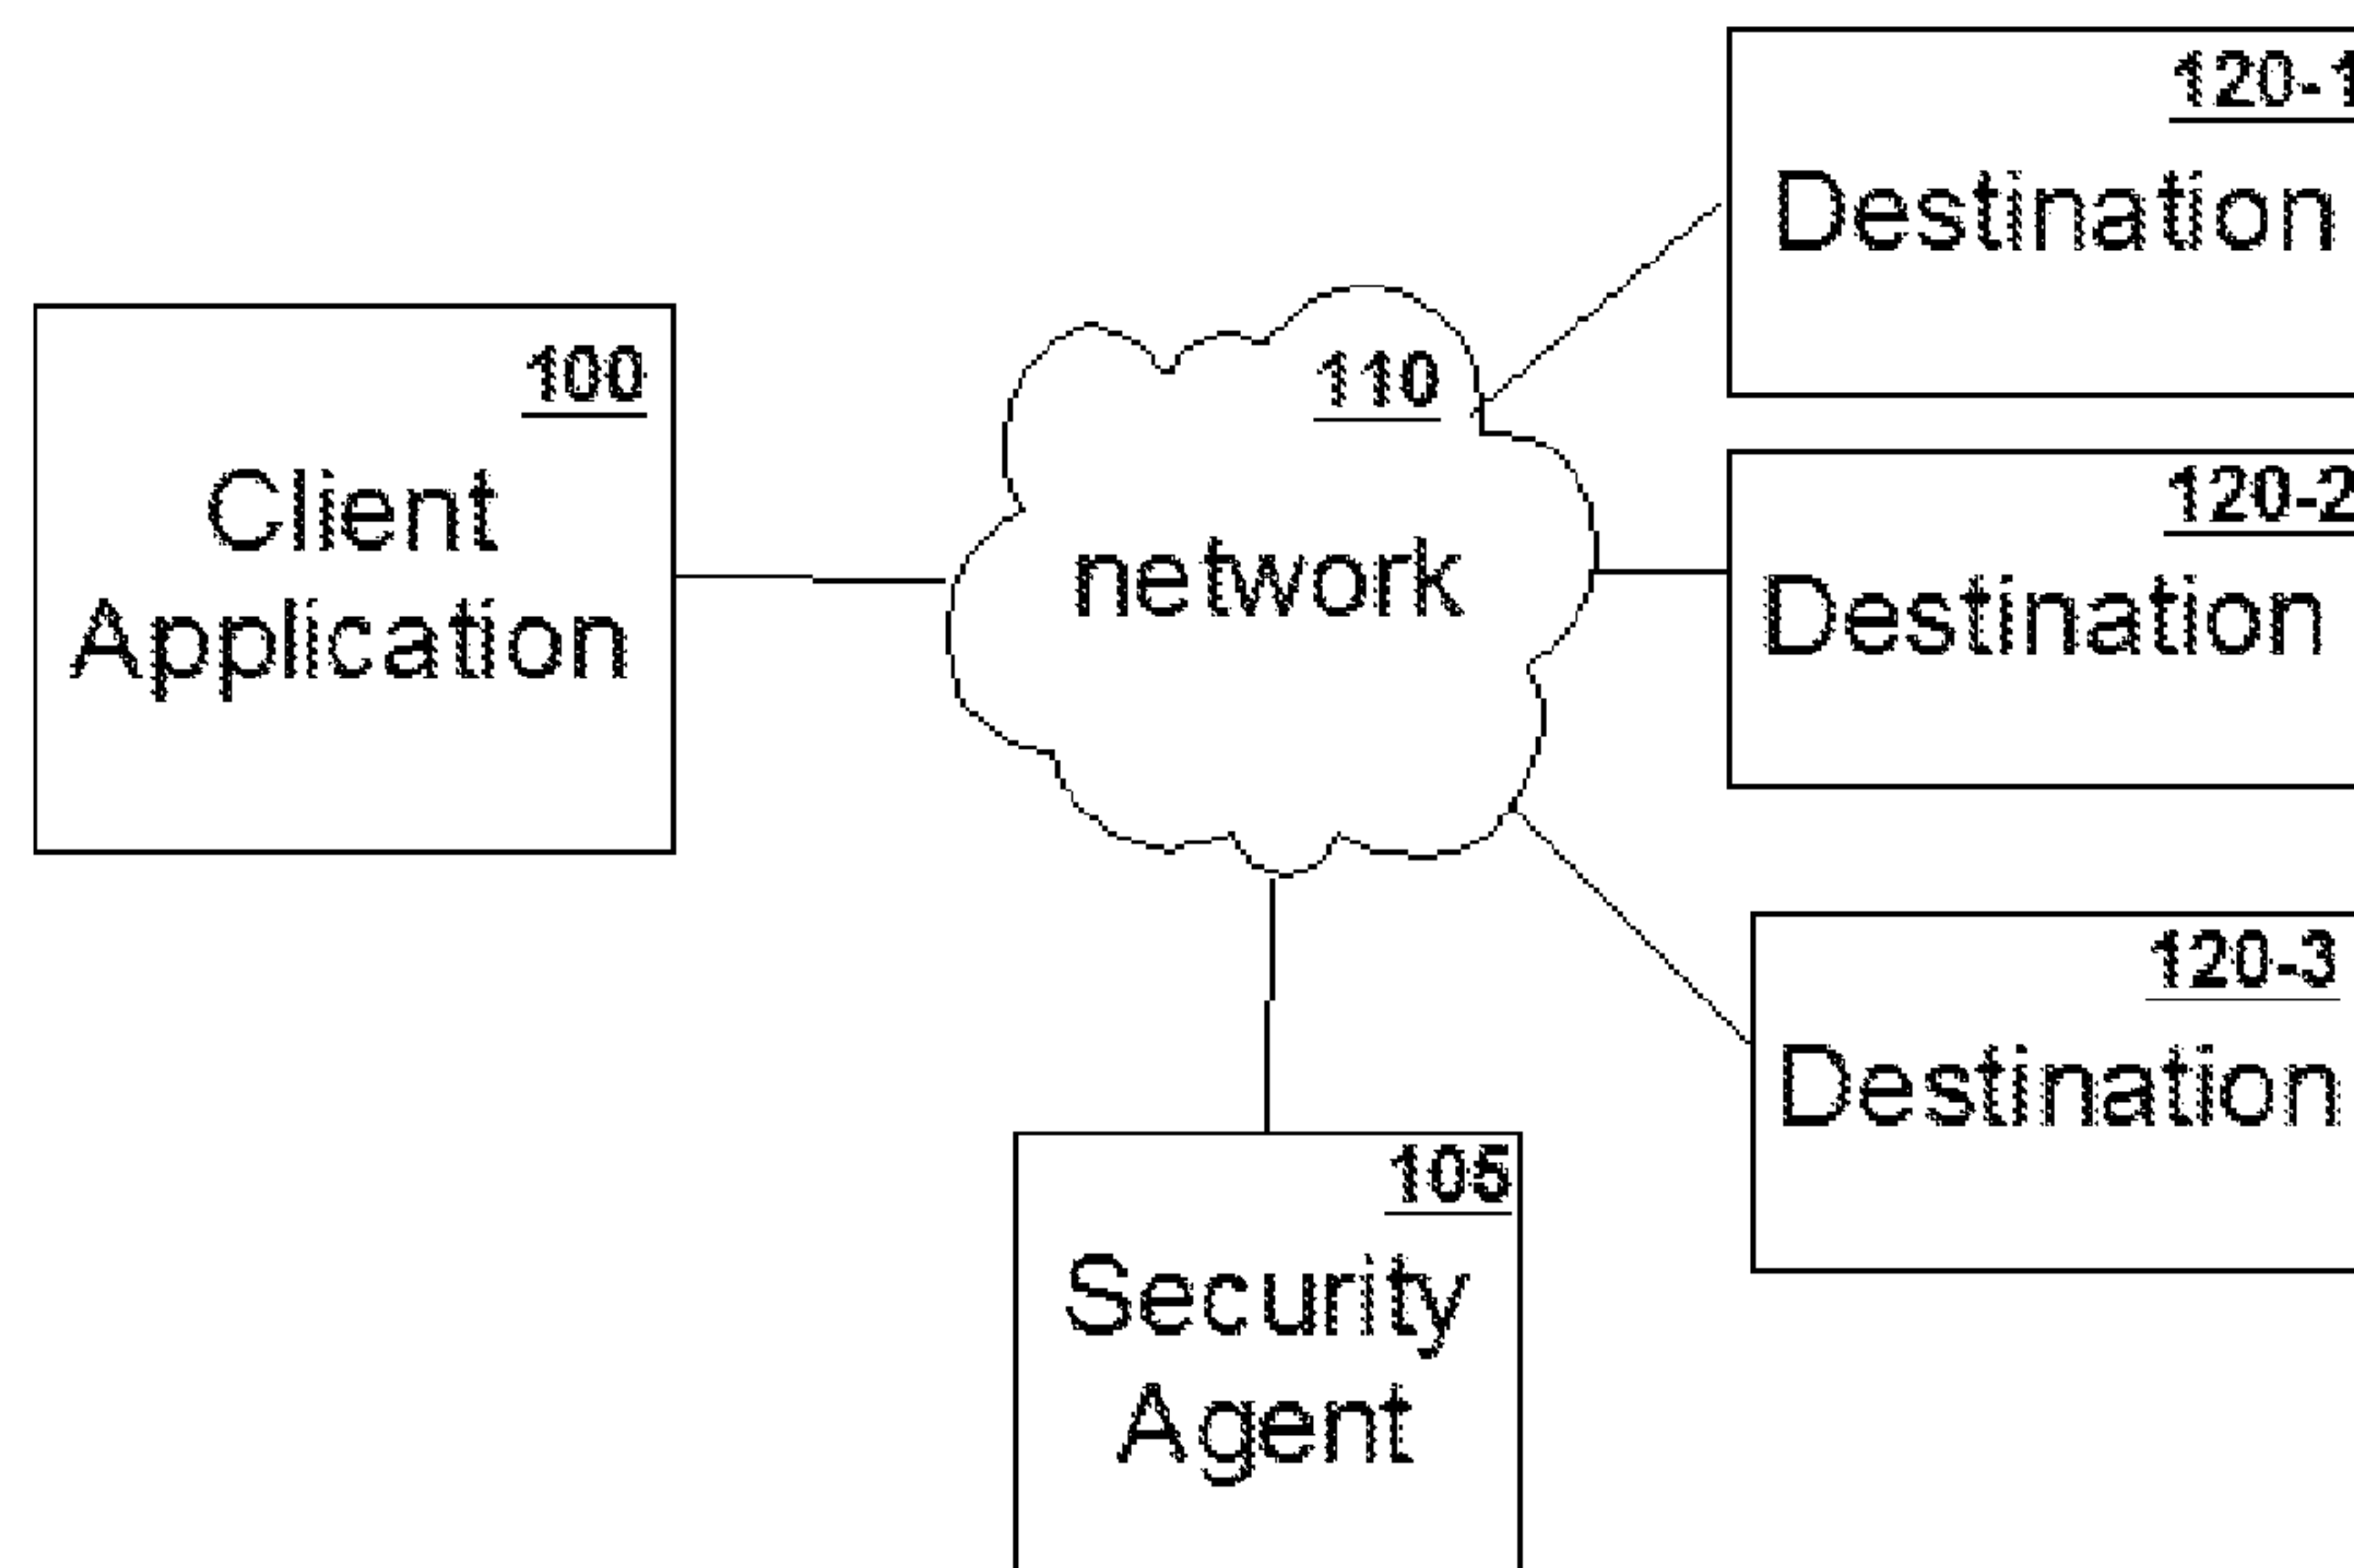 100
Client
Application
110
network
120-1
Destination
120-2
Destination
120-3
Destination
105
Security
Agent